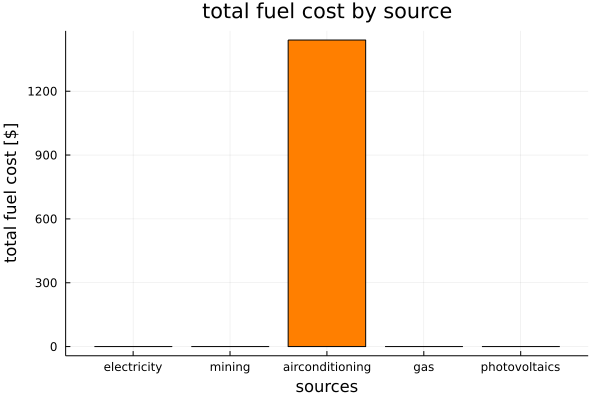 total fuel cost by source
total fuel cost [$]
1200
900
600
300
0
electricity mining airconditioning gas photovoltaics
sources